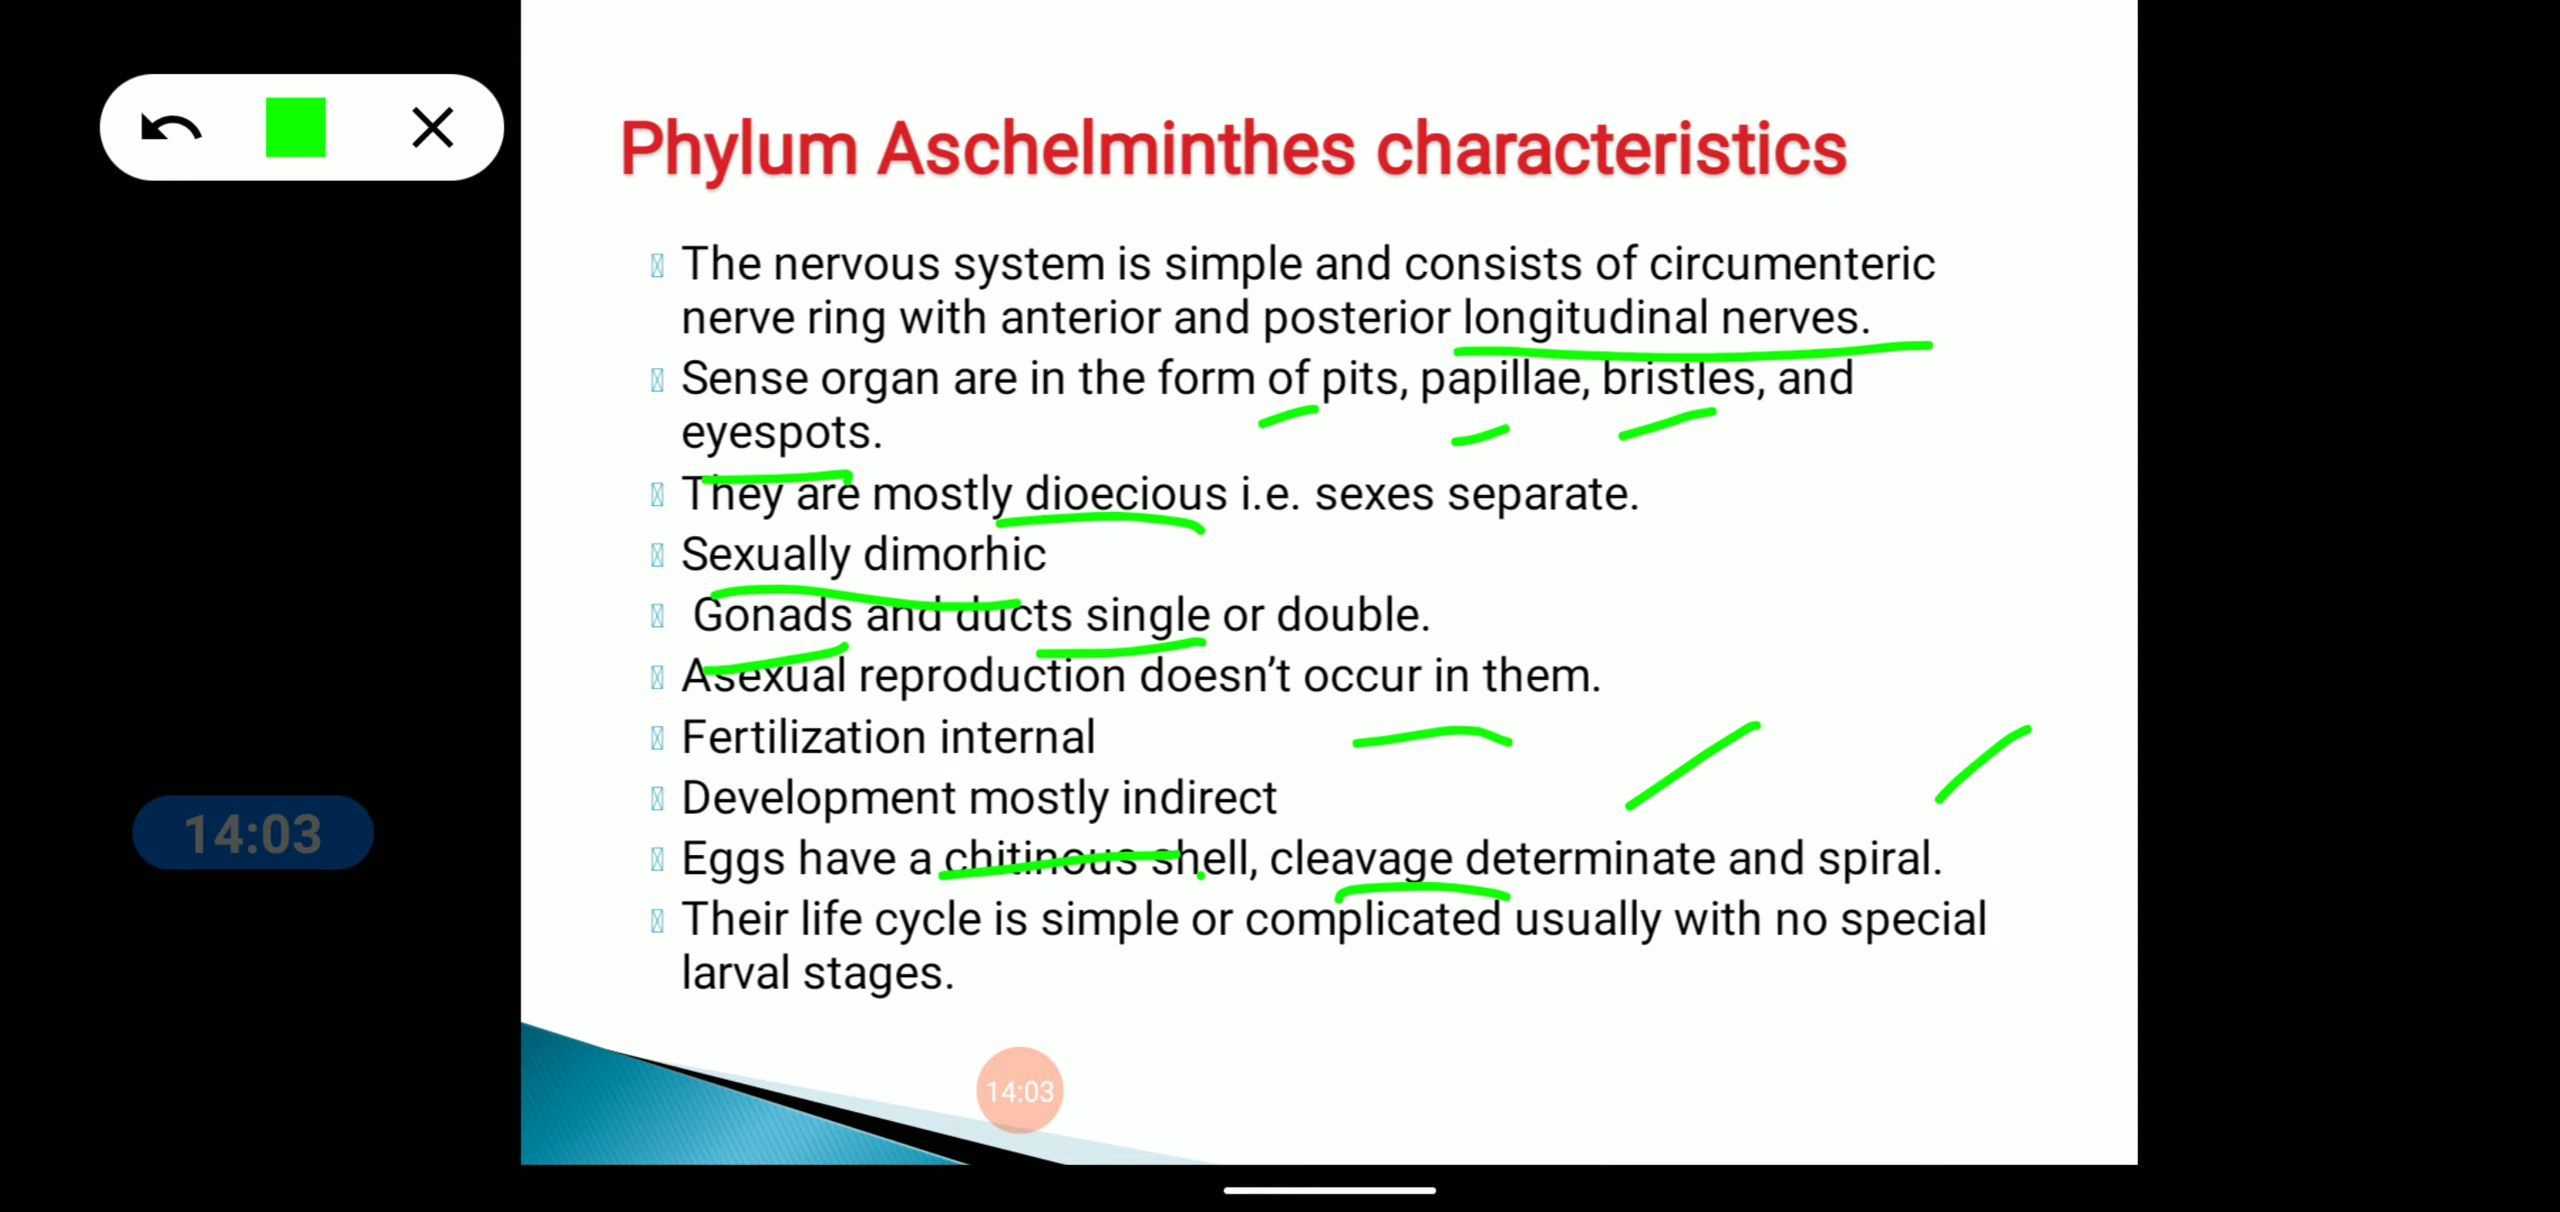 Phylum Aschelminthes characteristics
The nervous system is simple and consists of circumenteric
nerve ring with anterior and posterior longitudinal nerves.
Sense organ are in the form of pits, papillae, bristles, and
eyespots.
They are mostly dioecious i.e. sexes separate.
Sexually dimorhic
Gonads and ducts single or double.
Asexual reproduction doesn’t occur in them.
Fertilization internal
Development mostly indirect
Eggs have a chitinous shell, cleavage determinate and spiral.
Their life cycle is simple or complicated usually with no special
larval stages.
14:03
14:03